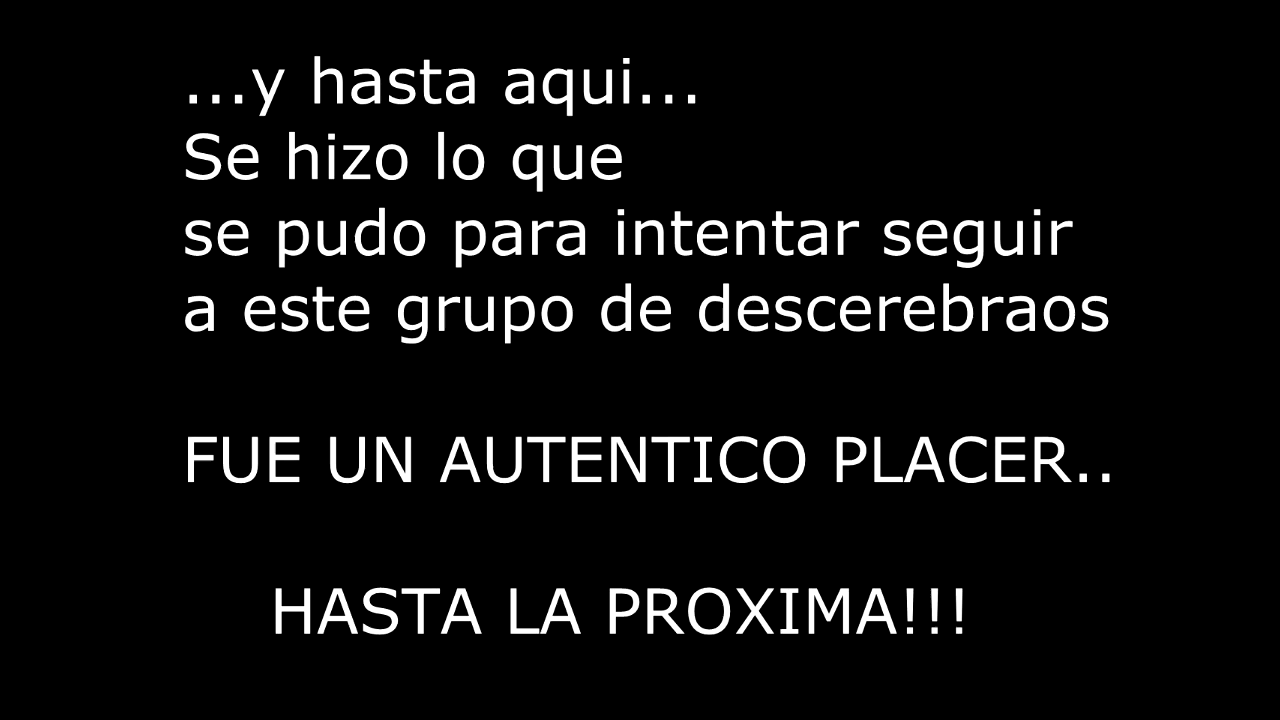 ...y hasta aqui...
Se hizo lo que
se pudo para intentar seguir
a este grupo de descerebraos
FUE UN AUTENTICO PLACER..
HASTA LA PROXIMA!!!